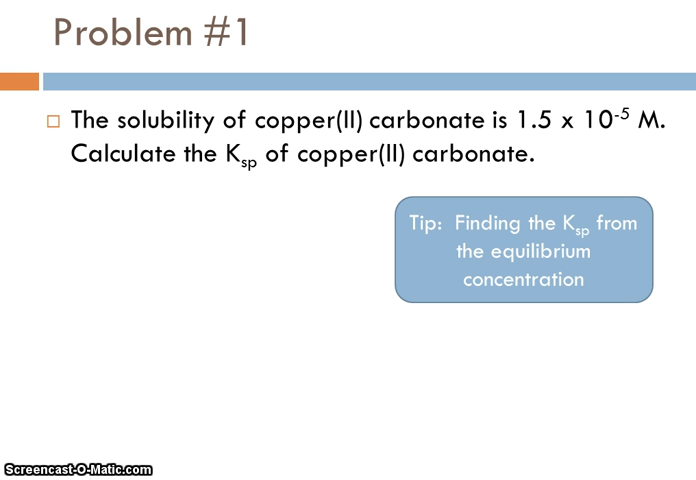 Problem #1
The solubility of copper(II) carbonate is 1.5 x 10⁻⁵ M.
Calculate the Kₛₚ of copper(II) carbonate.
Tip: Finding the Kₛₚ from
the equilibrium
concentration
Screencast-O-Matic.com